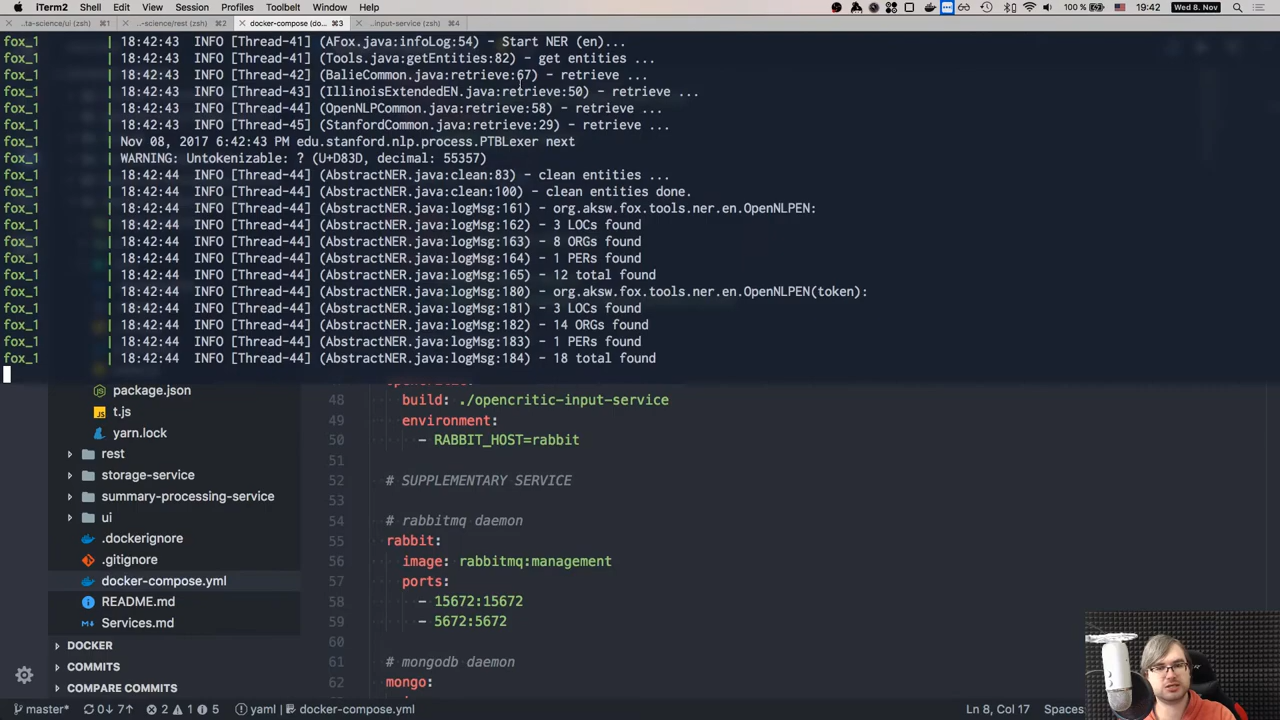 iTerm2 Shell Edit View Session Profiles Toolbelt Window Help 100% 19:42 Wed 8. Nov
..ta-science/ui (zsh) ⌘1 ..-science/rest (zsh) ⌘2 docker-compose (do... ⌘3 ..input-service (zsh) ⌘4
fox_1 | 18:42:43 INFO [Thread-41] (AFox.java:infoLog:54) - Start NER (en)...
fox_1 | 18:42:43 INFO [Thread-41] (Tools.java:getEntities:82) - get entities ...
fox_1 | 18:42:43 INFO [Thread-42] (BalieCommon.java:retrieve:67) - retrieve ...
fox_1 | 18:42:43 INFO [Thread-43] (IllinoisExtendedEN.java:retrieve:50) - retrieve ...
fox_1 | 18:42:43 INFO [Thread-44] (OpenNLPCommon.java:retrieve:58) - retrieve ...
fox_1 | 18:42:43 INFO [Thread-45] (StanfordCommon.java:retrieve:29) - retrieve ...
fox_1 | Nov 08, 2017 6:42:43 PM edu.stanford.nlp.process.PTBLexer next
fox_1 | WARNING: Untokenizable: ? (U+D83D, decimal: 55357)
fox_1 | 18:42:44 INFO [Thread-44] (AbstractNER.java:clean:83) - clean entities ...
fox_1 | 18:42:44 INFO [Thread-44] (AbstractNER.java:clean:100) - clean entities done.
fox_1 | 18:42:44 INFO [Thread-44] (AbstractNER.java:logMsg:161) - org.aksw.fox.tools.ner.en.OpenNLPEN:
fox_1 | 18:42:44 INFO [Thread-44] (AbstractNER.java:logMsg:162) - 3 LOCs found
fox_1 | 18:42:44 INFO [Thread-44] (AbstractNER.java:logMsg:163) - 8 ORGs found
fox_1 | 18:42:44 INFO [Thread-44] (AbstractNER.java:logMsg:164) - 1 PERs found
fox_1 | 18:42:44 INFO [Thread-44] (AbstractNER.java:logMsg:165) - 12 total found
fox_1 | 18:42:44 INFO [Thread-44] (AbstractNER.java:logMsg:180) - org.aksw.fox.tools.ner.en.OpenNLPEN(token):
fox_1 | 18:42:44 INFO [Thread-44] (AbstractNER.java:logMsg:181) - 3 LOCs found
fox_1 | 18:42:44 INFO [Thread-44] (AbstractNER.java:logMsg:182) - 14 ORGs found
fox_1 | 18:42:44 INFO [Thread-44] (AbstractNER.java:logMsg:183) - 1 PERs found
fox_1 | 18:42:44 INFO [Thread-44] (AbstractNER.java:logMsg:184) - 18 total found
package.json
JS t.js
yarn.lock
rest
storage-service
summary-processing-service
ui
.dockerignore
.gitignore
docker-compose.yml
README.md
Services.md
DOCKER
COMMITS
COMPARE COMMITS
48 build: ./opencritic-input-service
49 environment:
50 - RABBIT_HOST=rabbit
51
52 # SUPPLEMENTARY SERVICE
53
54 # rabbitmq daemon
55 rabbit:
56 image: rabbitmq:management
57 ports:
58 - 15672:15672
59 - 5672:5672
60
61 # mongodb daemon
62 mongo:
master* 0↓ 7↑ 2 1 5 yaml docker-compose.yml Ln 8, Col 17 Spaces